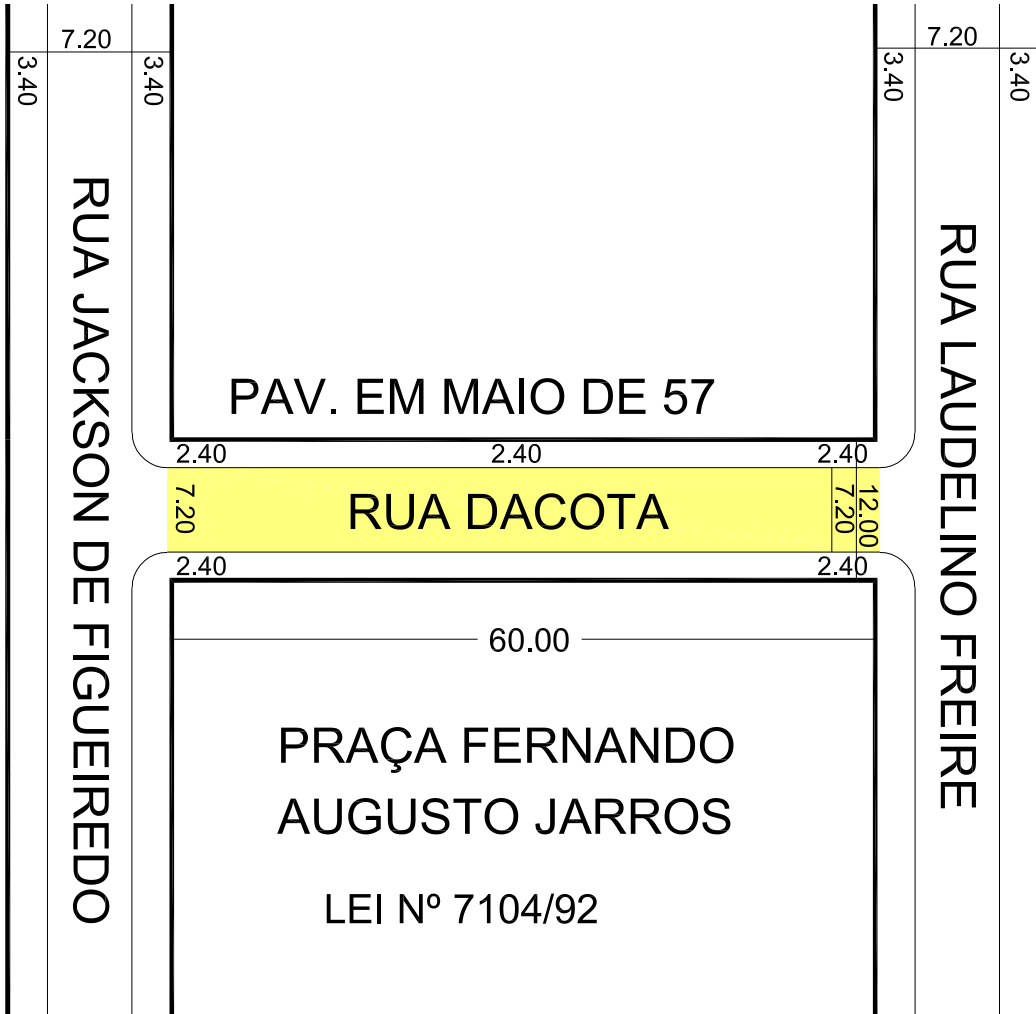 7.20
7.20
3.40
3.40
3.40
3.40
RUA JACKSON DE FIGUEIREDO
RUA LAUDELINO FREIRE
PAV. EM MAIO DE 57
2.40
2.40
2.40
7.20
RUA DACOTA
7.20
12.00
2.40
2.40
60.00
PRAÇA FERNANDO
AUGUSTO JARROS
LEI Nº 7104/92